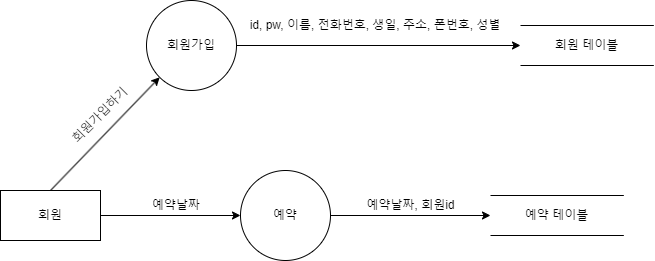 id, pw, 이름, 전화번호, 생일, 주소, 폰번호, 성별
회원가입
회원 테이블
회원가입하기
회원
예약날짜
예약
예약날짜, 회원id
예약 테이블